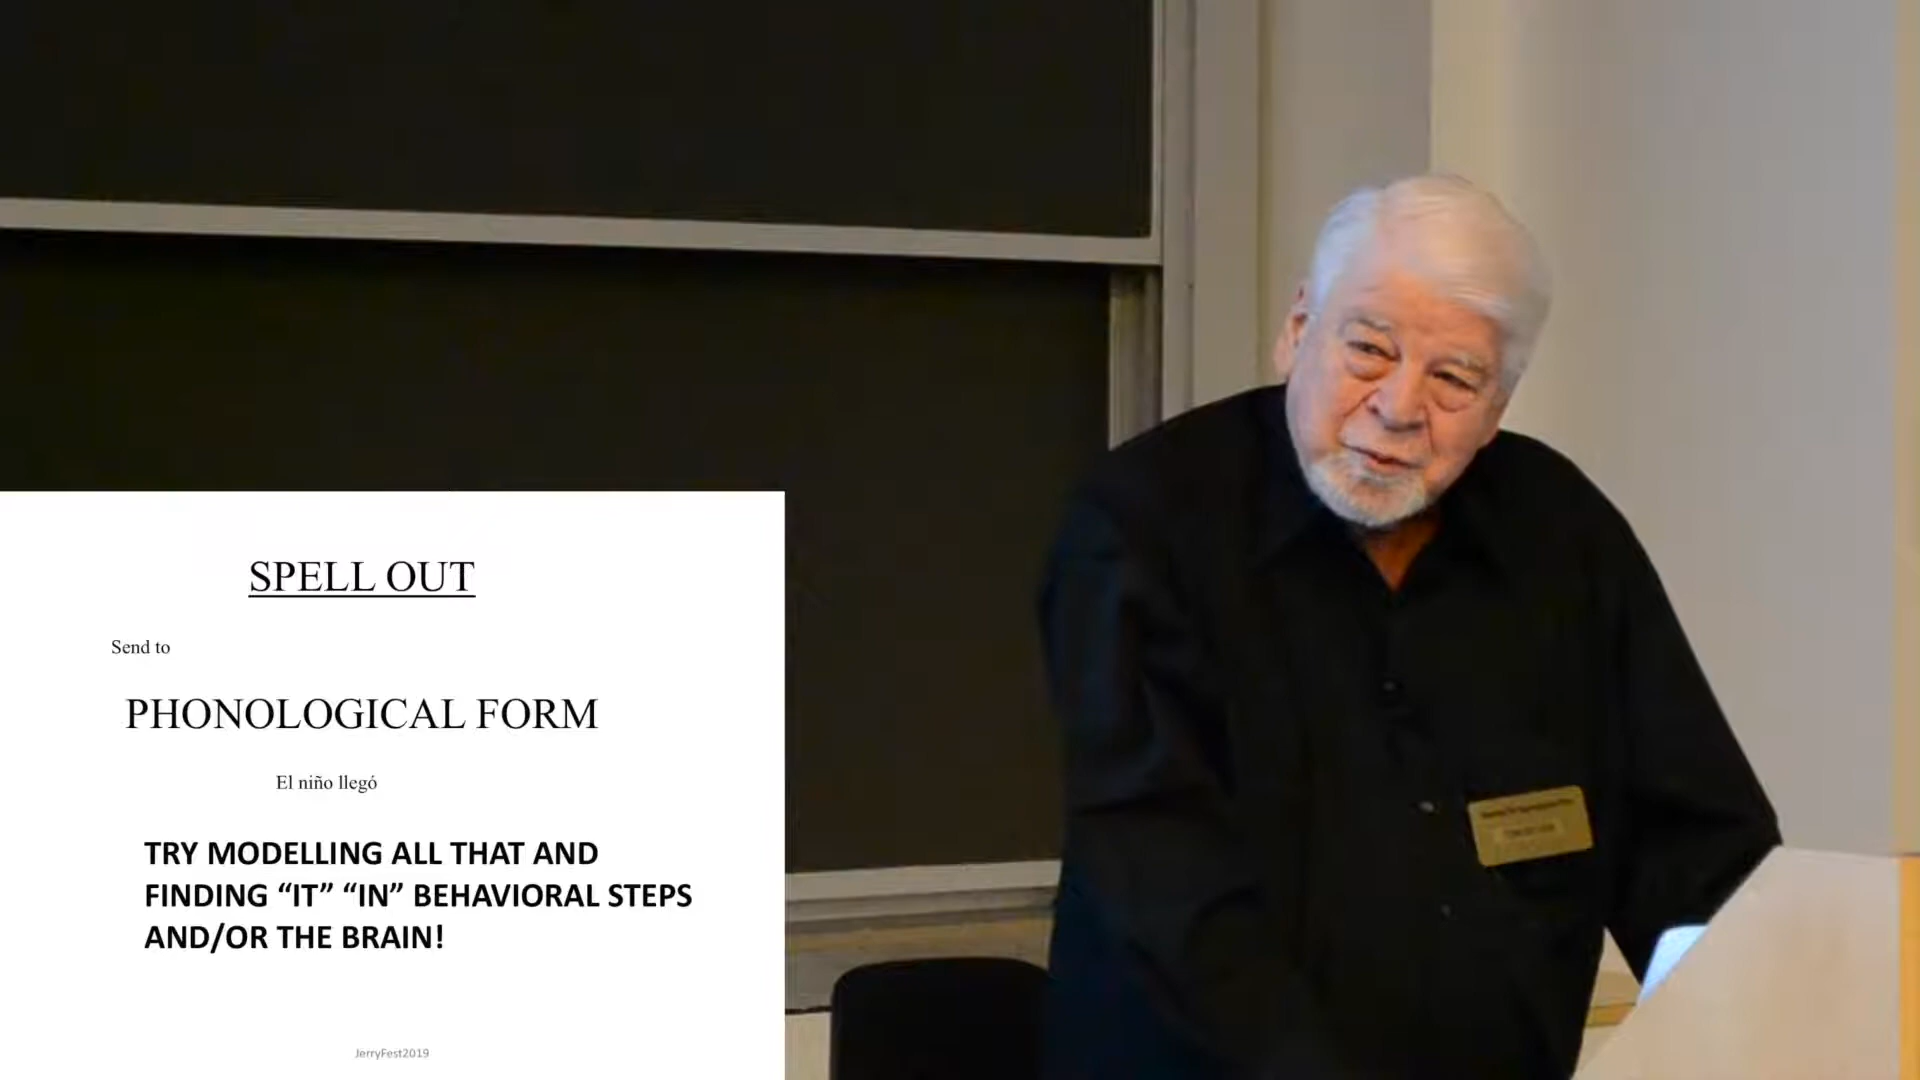 SPELL OUT
Send to
PHONOLOGICAL FORM
El niño llegó
TRY MODELLING ALL THAT AND
FINDING “IT” “IN” BEHAVIORAL STEPS
AND/OR THE BRAIN!
JerryFest2019